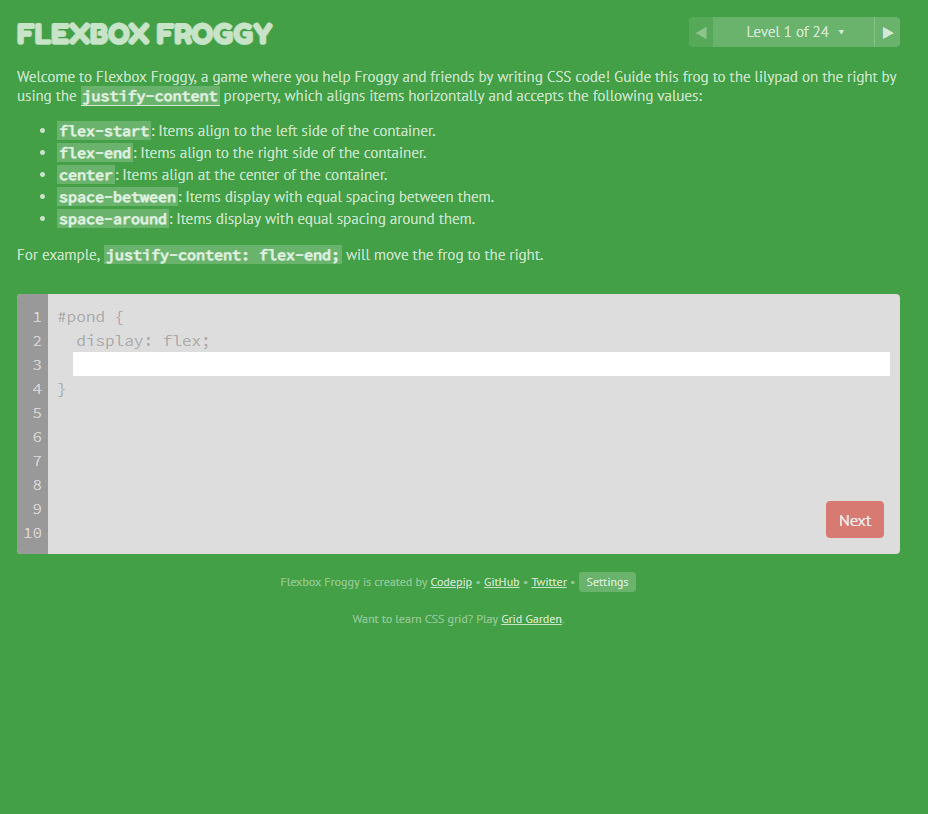 FLEXBOX FROGGY
◀ Level 1 of 24 ▾ ▶
Welcome to Flexbox Froggy, a game where you help Froggy and friends by writing CSS code! Guide this frog to the lilypad on the right by
using the justify-content property, which aligns items horizontally and accepts the following values:
• flex-start: Items align to the left side of the container.
• flex-end: Items align to the right side of the container.
• center: Items align at the center of the container.
• space-between: Items display with equal spacing between them.
• space-around: Items display with equal spacing around them.
For example, justify-content: flex-end; will move the frog to the right.
1 #pond {
2 display: flex;
3
4 }
5
6
7
8
9
10
Next
Flexbox Froggy is created by Codepip • GitHub • Twitter • Settings
Want to learn CSS grid? Play Grid Garden.